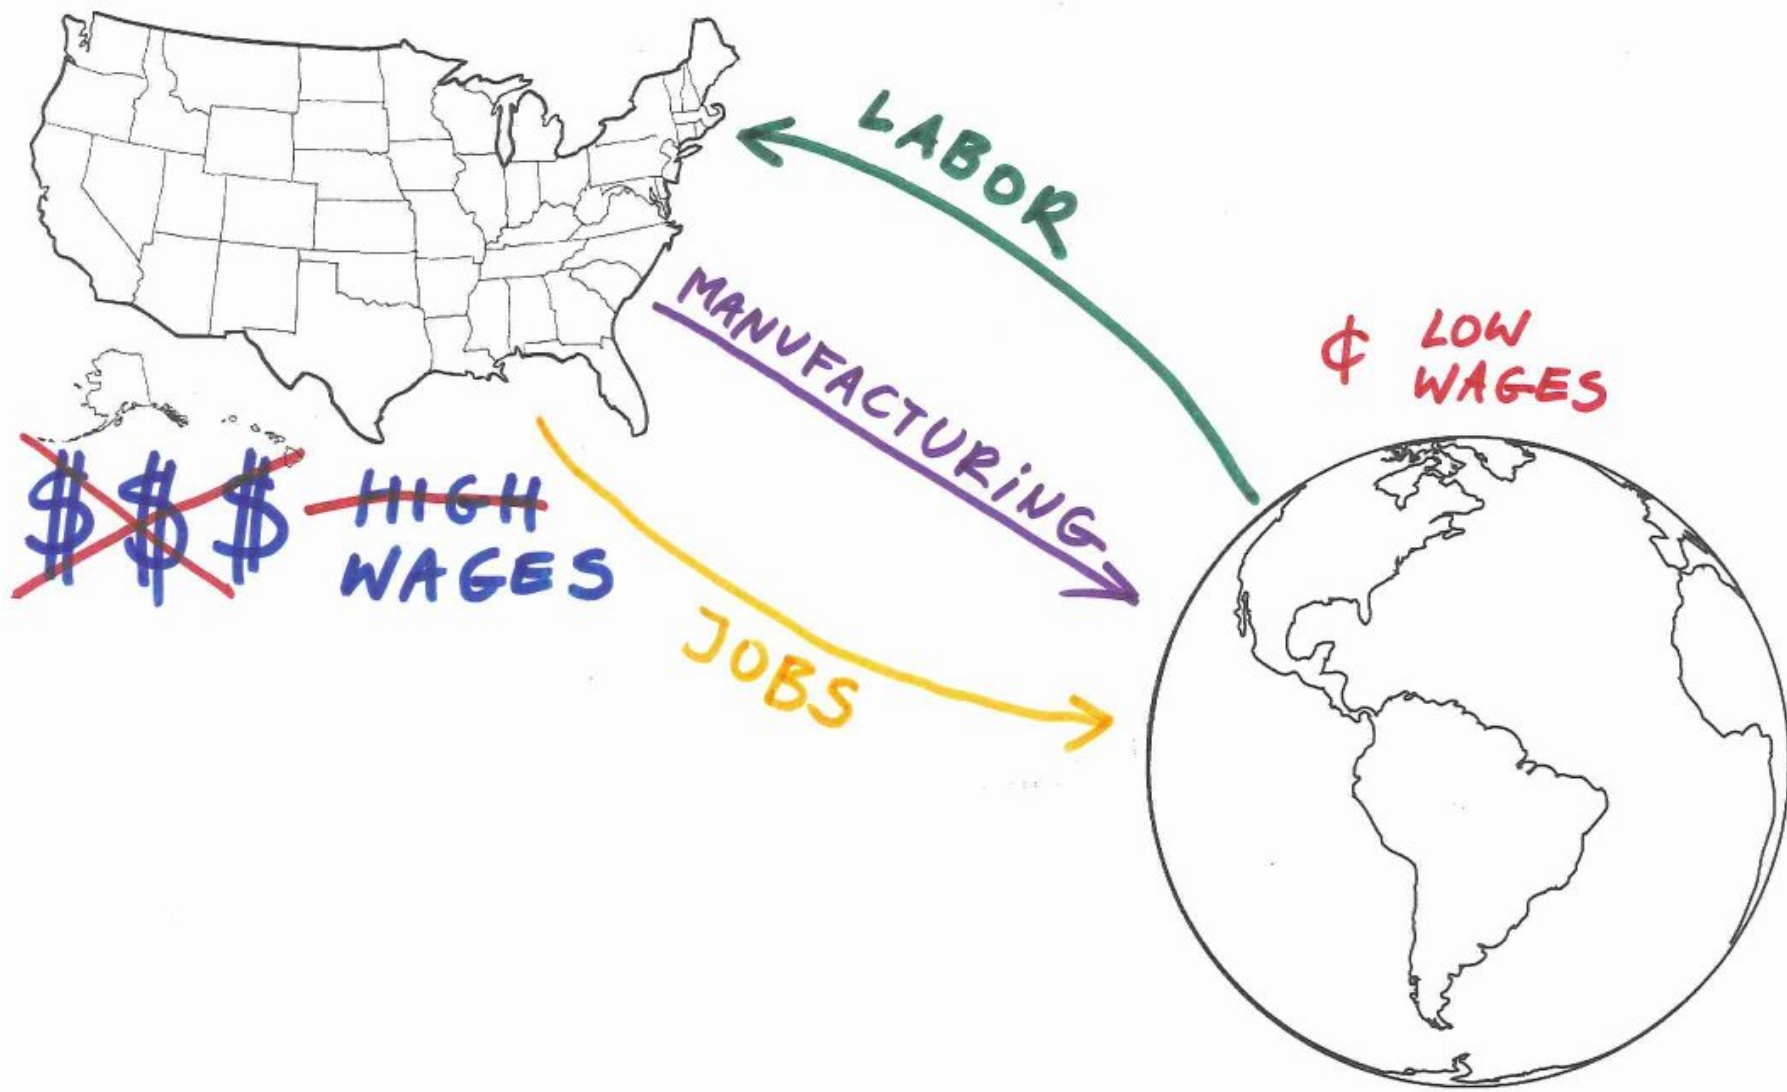 LABOR
MANUFACTURING
¢ LOW
WAGES
$$$ HIGH
WAGES
JOBS